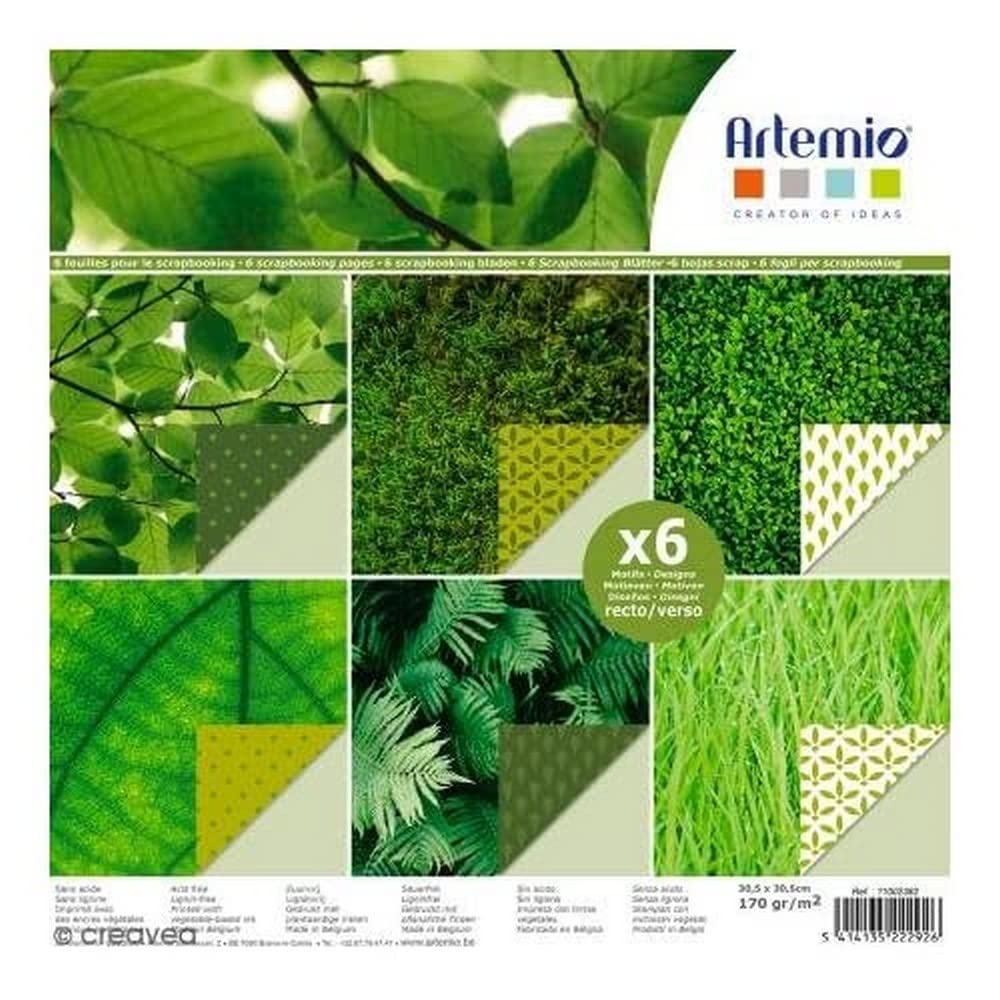 Artemio
CREATOR OF IDEAS
6 feuilles pour le scrapbooking • 6 scrapbooking pages • 6 scrapbooking bladen • 6 Scrapbooking Blätter -6 hojas scrap • 6 fogli per scrapbooking
x6
Motifs • Designs
Motieven • Motiven
Diseños • Disegni
recto/verso
Sans acide
Sans lignine
Imprimé avec
des encres végétales
Acid free
Lignin-free
Printed with
vegetable-based ink
Made in Belgium
Zuurvrij
Ligninvrij
Gedrukt met
plantaardige inkten
Made in Belgium
Säurefrei
Ligninfrei
Gedruckt mit
pflanzliche Tinten
Made in Belgium
Sin acido
Sin lignina
Impreso con tintas
vegetales
Fabricado en Bélgica
Senza acido
Senza lignina
Stampato con
inchiostri vegetali
Prodotti in Belgio
30,5 x 30,5cm
170 gr/m²
Ref : 11002382
5 414135 222926
© creavea
www.artemio.be